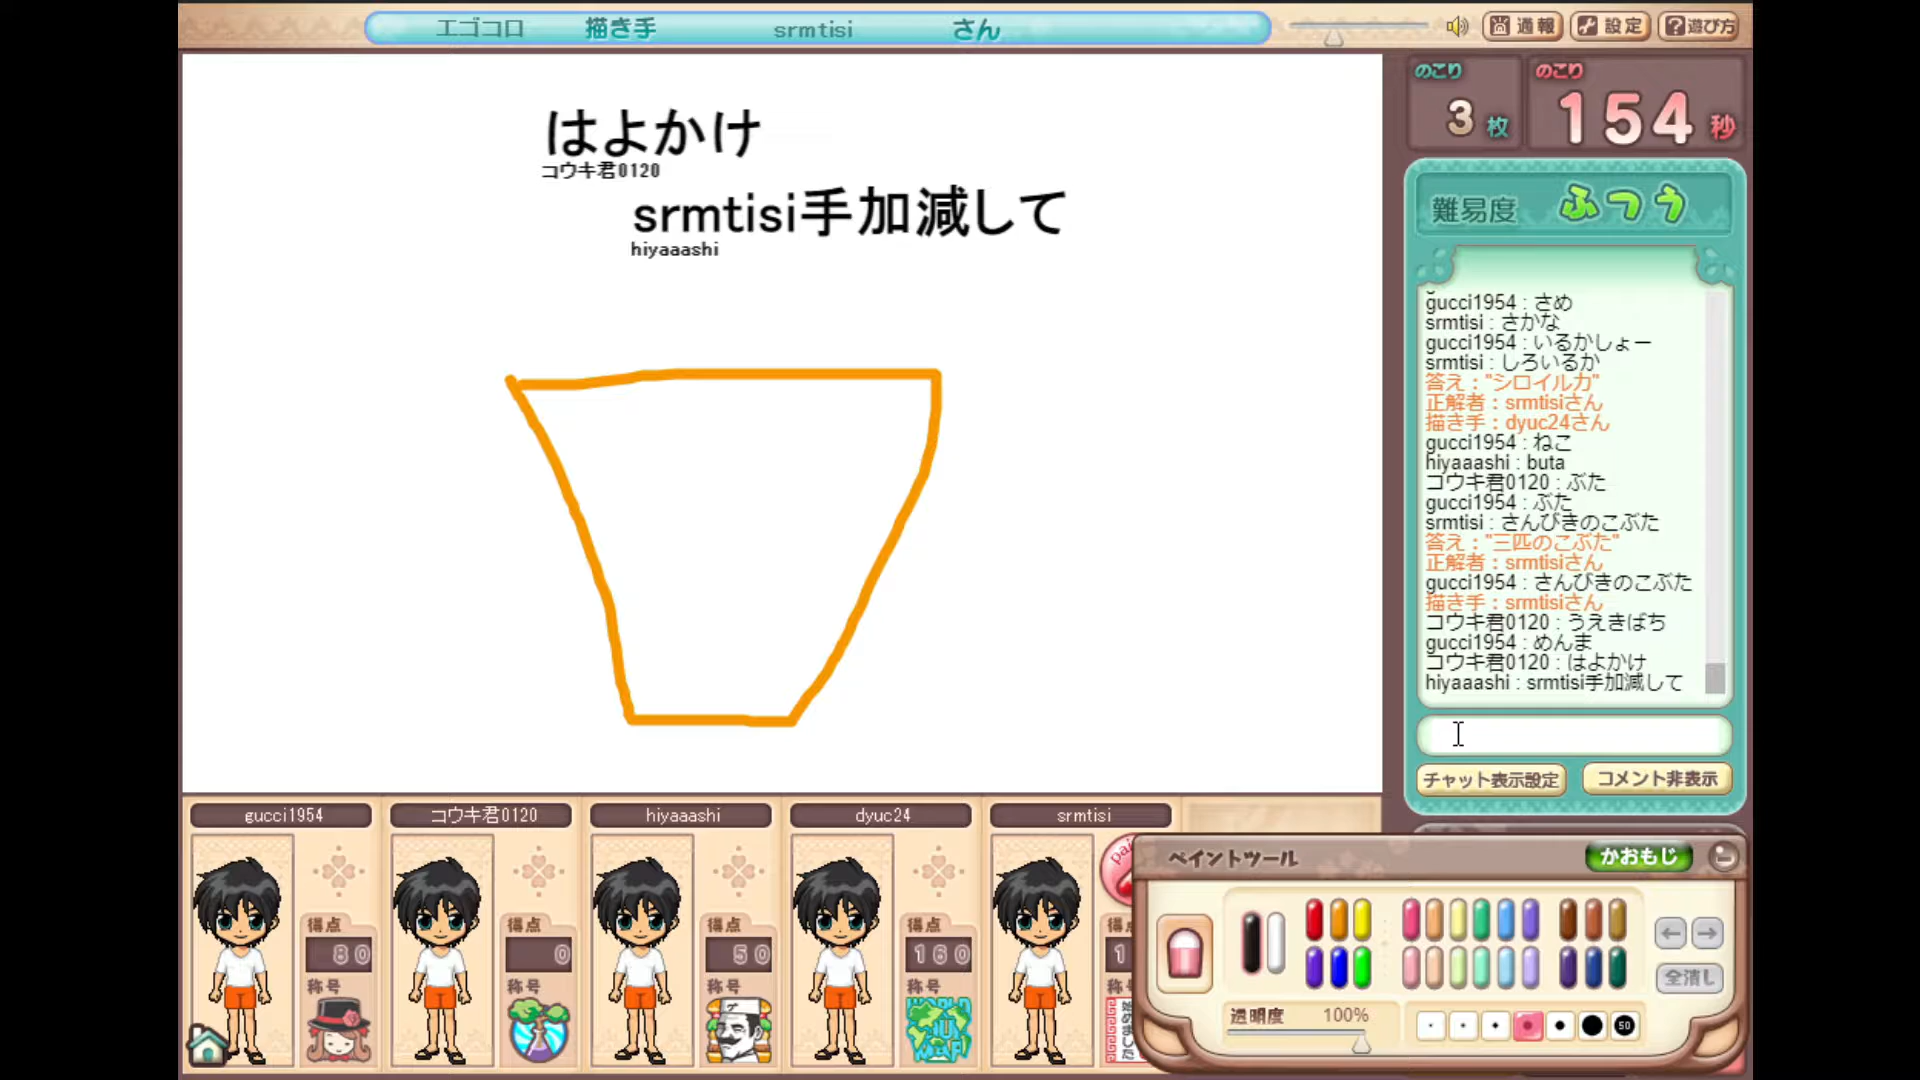 エゴコロ 描き手 srmtisi さん
通報 設定 遊び方
はよかけ
コウキ君0120
srmtisi手加減して
hiyaaashi
のこり 3 枚
のこり 154 秒
難易度 ふつう
gucci1954 : さめ
srmtisi : さかな
gucci1954 : いるかしょー
srmtisi : しろいるか
答え："シロイルカ"
正解者：srmtisiさん
描き手：dyuc24さん
gucci1954 : ねこ
hiyaaashi : buta
コウキ君0120 : ぶた
gucci1954 : ぶた
srmtisi : さんびきのこぶた
答え："三匹のこぶた"
正解者：srmtisiさん
gucci1954 : さんびきのこぶた
描き手：srmtisiさん
コウキ君0120 : うえきばち
gucci1954 : めんま
コウキ君0120 : はよかけ
hiyaaashi : srmtisi手加減して
チャット表示設定 コメント非表示
gucci1954 コウキ君0120 hiyaaashi dyuc24 srmtisi
得点 80 得点 0 得点 50 得点 160 得点 1
称号 称号 称号 称号
ペイントツール かおもじ
全消し
透明度 100%
50